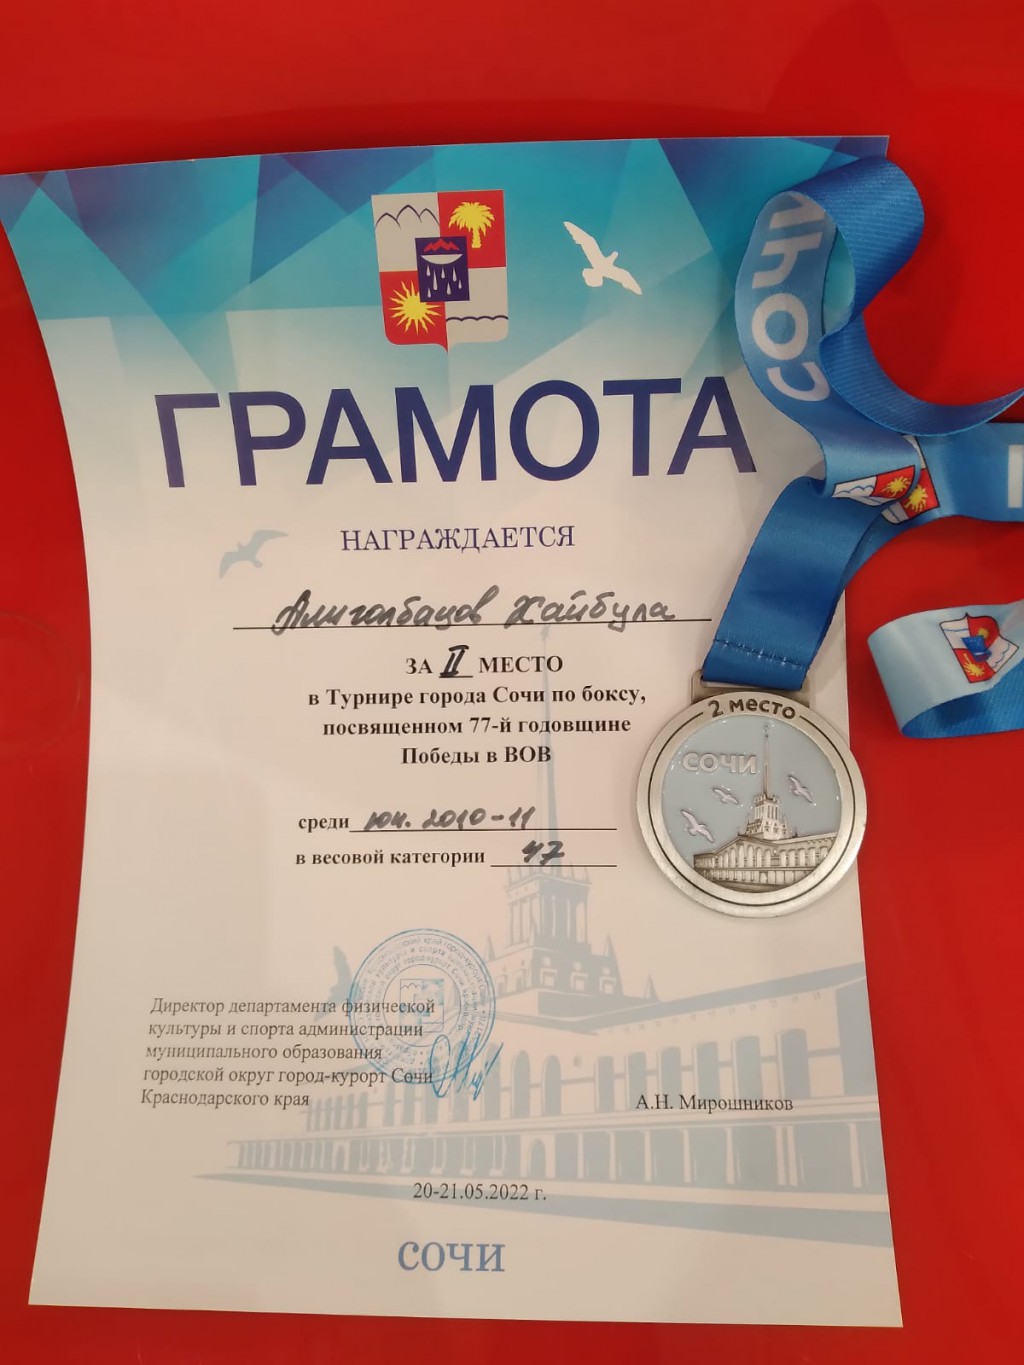 ГРАМОТА
НАГРАЖДАЕТСЯ
Алигалбацов Хайбула
ЗА II МЕСТО
в Турнире города Сочи по боксу,
посвященном 77-й годовщине
Победы в ВОВ
среди юн. 2010-11
в весовой категории 47
Директор департамента физической
культуры и спорта администрации
муниципального образования
городской округ город-курорт Сочи
Краснодарского края
А.Н. Мирошников
20-21.05.2022 г.
СОЧИ
СОЧИ
2 место
СОЧИ